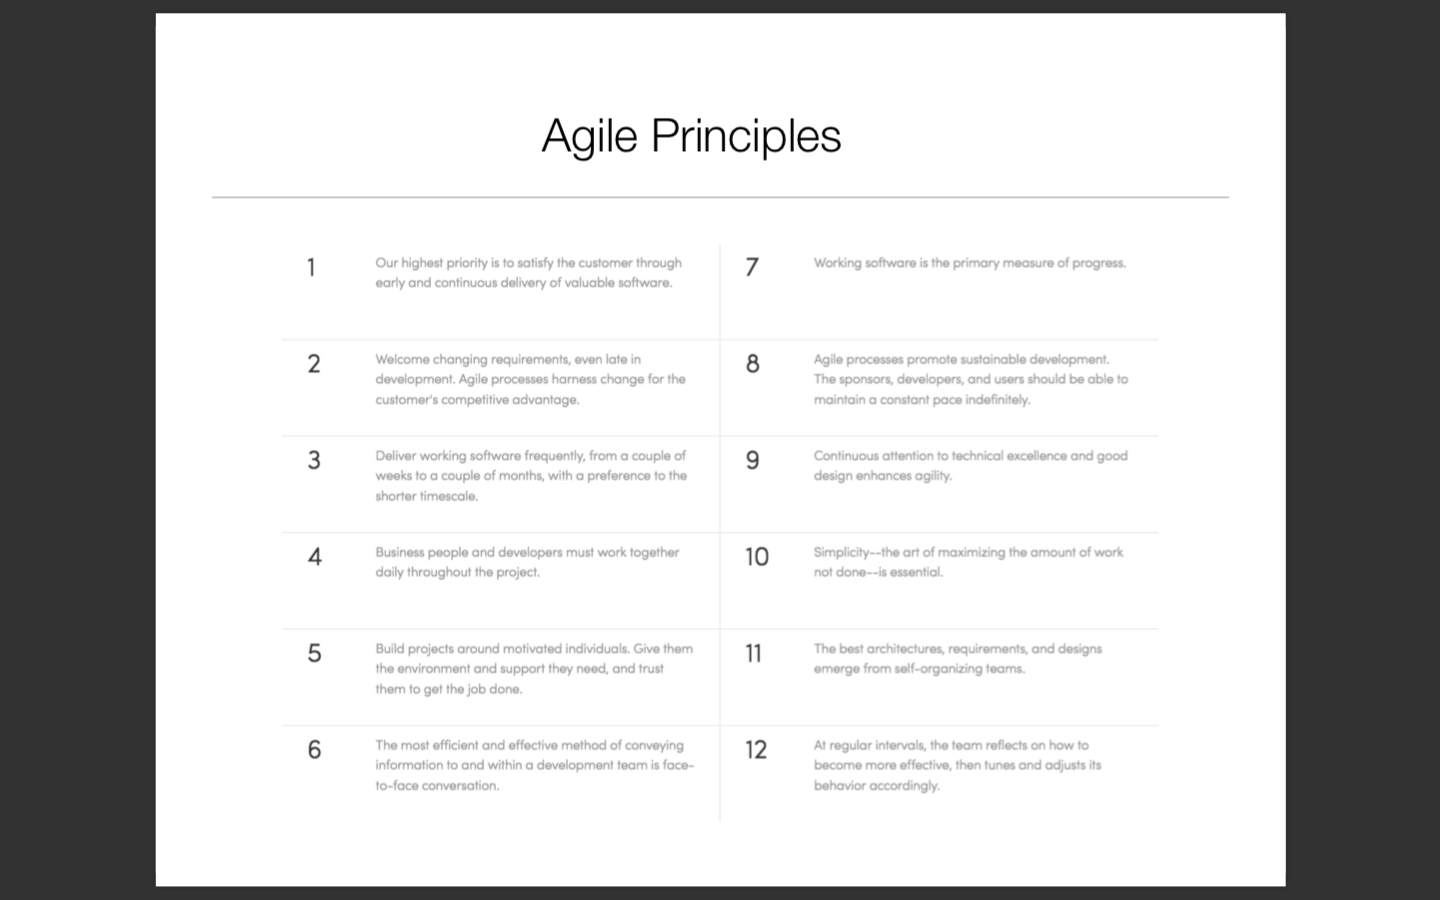 Agile Principles
1
Our highest priority is to satisfy the customer through
early and continuous delivery of valuable software.
2
Welcome changing requirements, even late in
development. Agile processes harness change for the
customer's competitive advantage.
3
Deliver working software frequently, from a couple of
weeks to a couple of months, with a preference to the
shorter timescale.
4
Business people and developers must work together
daily throughout the project.
5
Build projects around motivated individuals. Give them
the environment and support they need, and trust
them to get the job done.
6
The most efficient and effective method of conveying
information to and within a development team is face-
to-face conversation.
7
Working software is the primary measure of progress.
8
Agile processes promote sustainable development.
The sponsors, developers, and users should be able to
maintain a constant pace indefinitely.
9
Continuous attention to technical excellence and good
design enhances agility.
10
Simplicity--the art of maximizing the amount of work
not done--is essential.
11
The best architectures, requirements, and designs
emerge from self-organizing teams.
12
At regular intervals, the team reflects on how to
become more effective, then tunes and adjusts its
behavior accordingly.